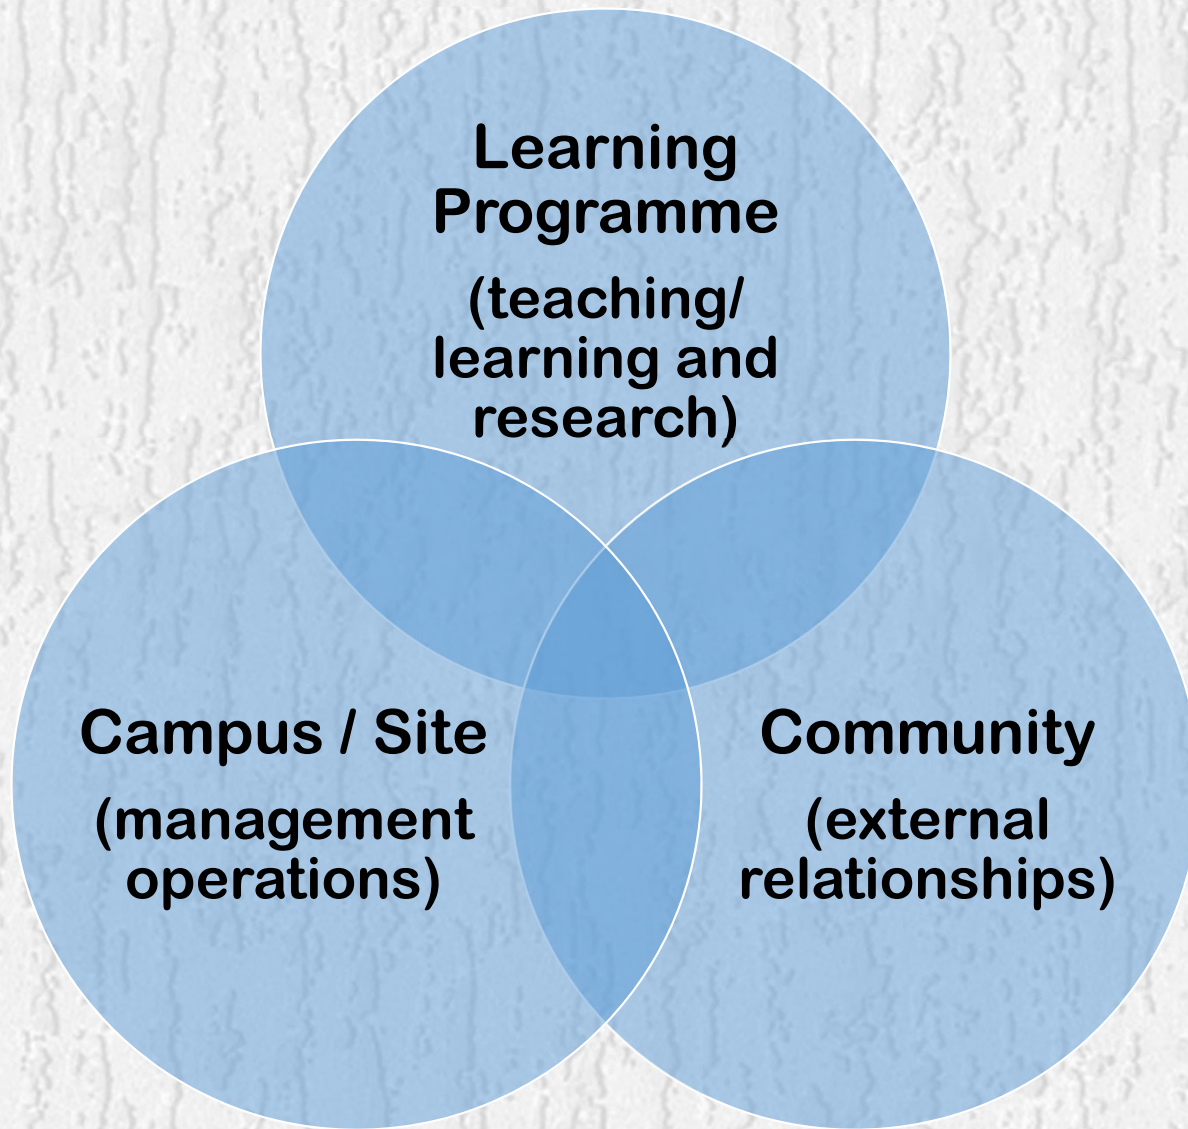 Learning
Programme
(teaching/
learning and
research)
Campus / Site
(management
operations)
Community
(external
relationships)